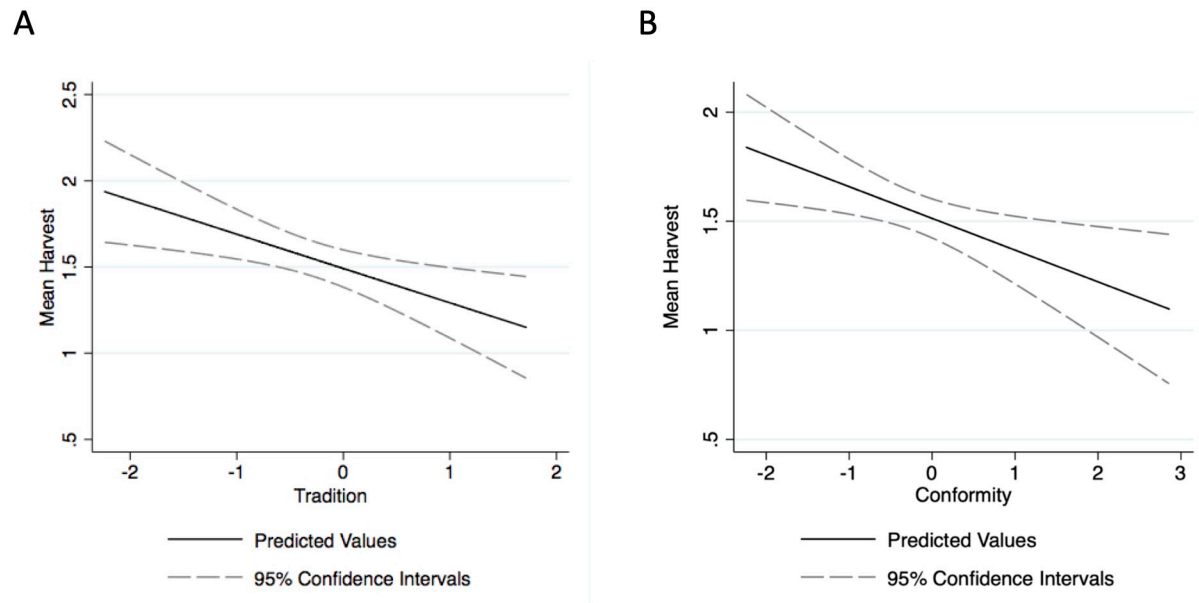 A
2.5
2
1.5
1
.5
Mean Harvest
-2 -1 0 1 2
Tradition
Predicted Values
95% Confidence Intervals
B
2
1.5
1
.5
Mean Harvest
-2 -1 0 1 2 3
Conformity
Predicted Values
95% Confidence Intervals